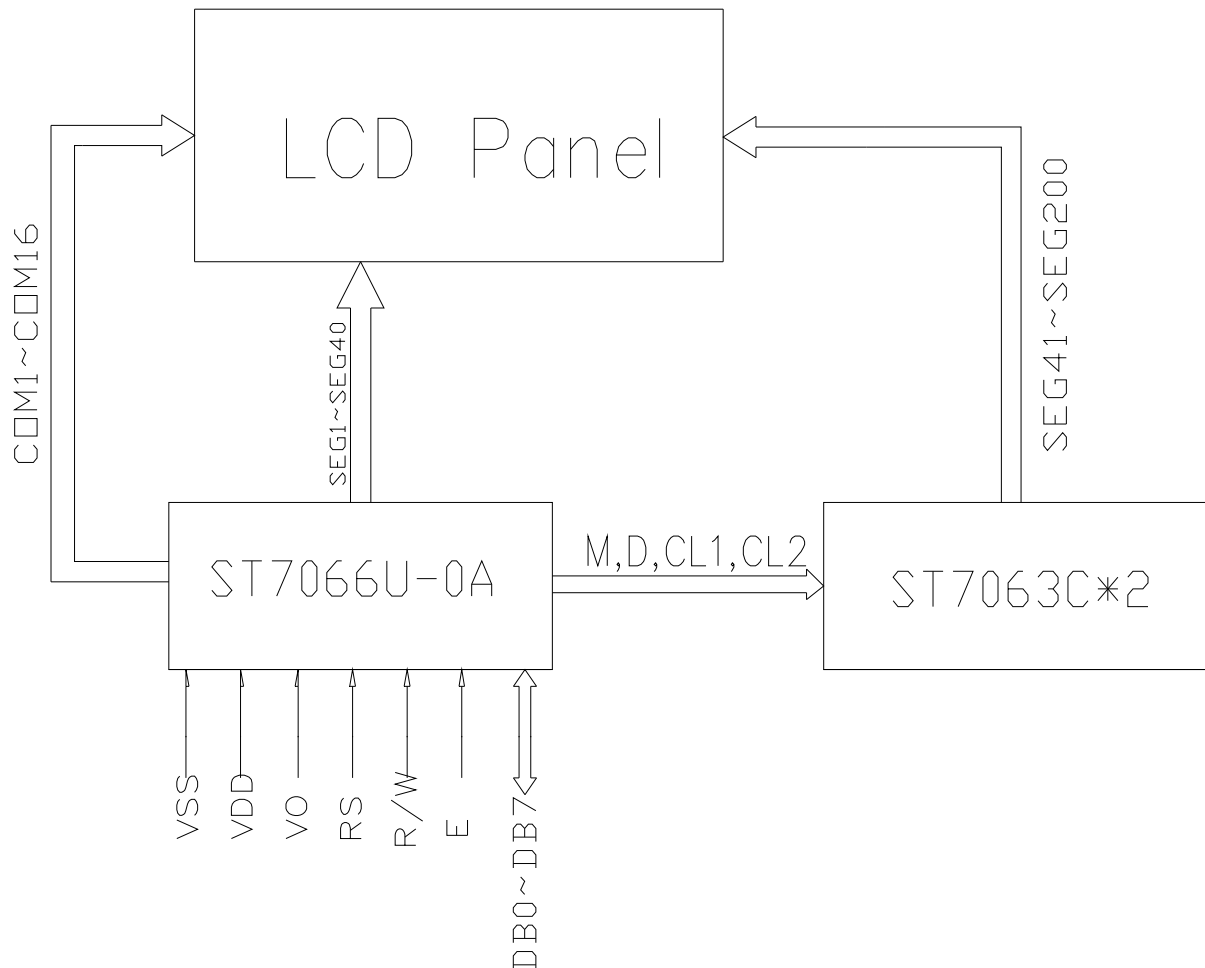 LCD Panel
COM1~COM16
SEG1~SEG40
SEG41~SEG200
ST7066U-0A
M,D,CL1,CL2
ST7063C*2
VSS
VDD
VO
RS
R/W
E
DB0~DB7